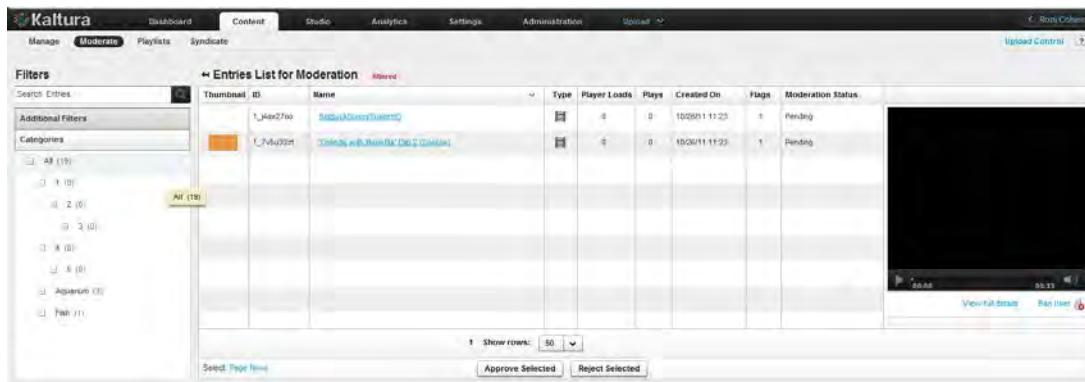 Kaltura Dashboard Content Studio Analytics Settings Administration Upload
Manage Moderate Playlists Syndicate Upload Control ?
Filters
Entries List for Moderation filtered
Search Entries
Thumbnail ID Name Type Player Loads Plays Created On Flags Moderation Status
Additional Filters
0 0 10/26/11 11:23 1 Pending
Categories
0 0 10/26/11 11:23 1 Pending
All (19)
1 (0)
All (19)
2 (0)
3 (0)
4 (0)
5 (0)
Aquarium
Fish (1)
00:00 00:33
View full details Ban User
1 Show rows: 50
Select: Page None
Approve Selected Reject Selected